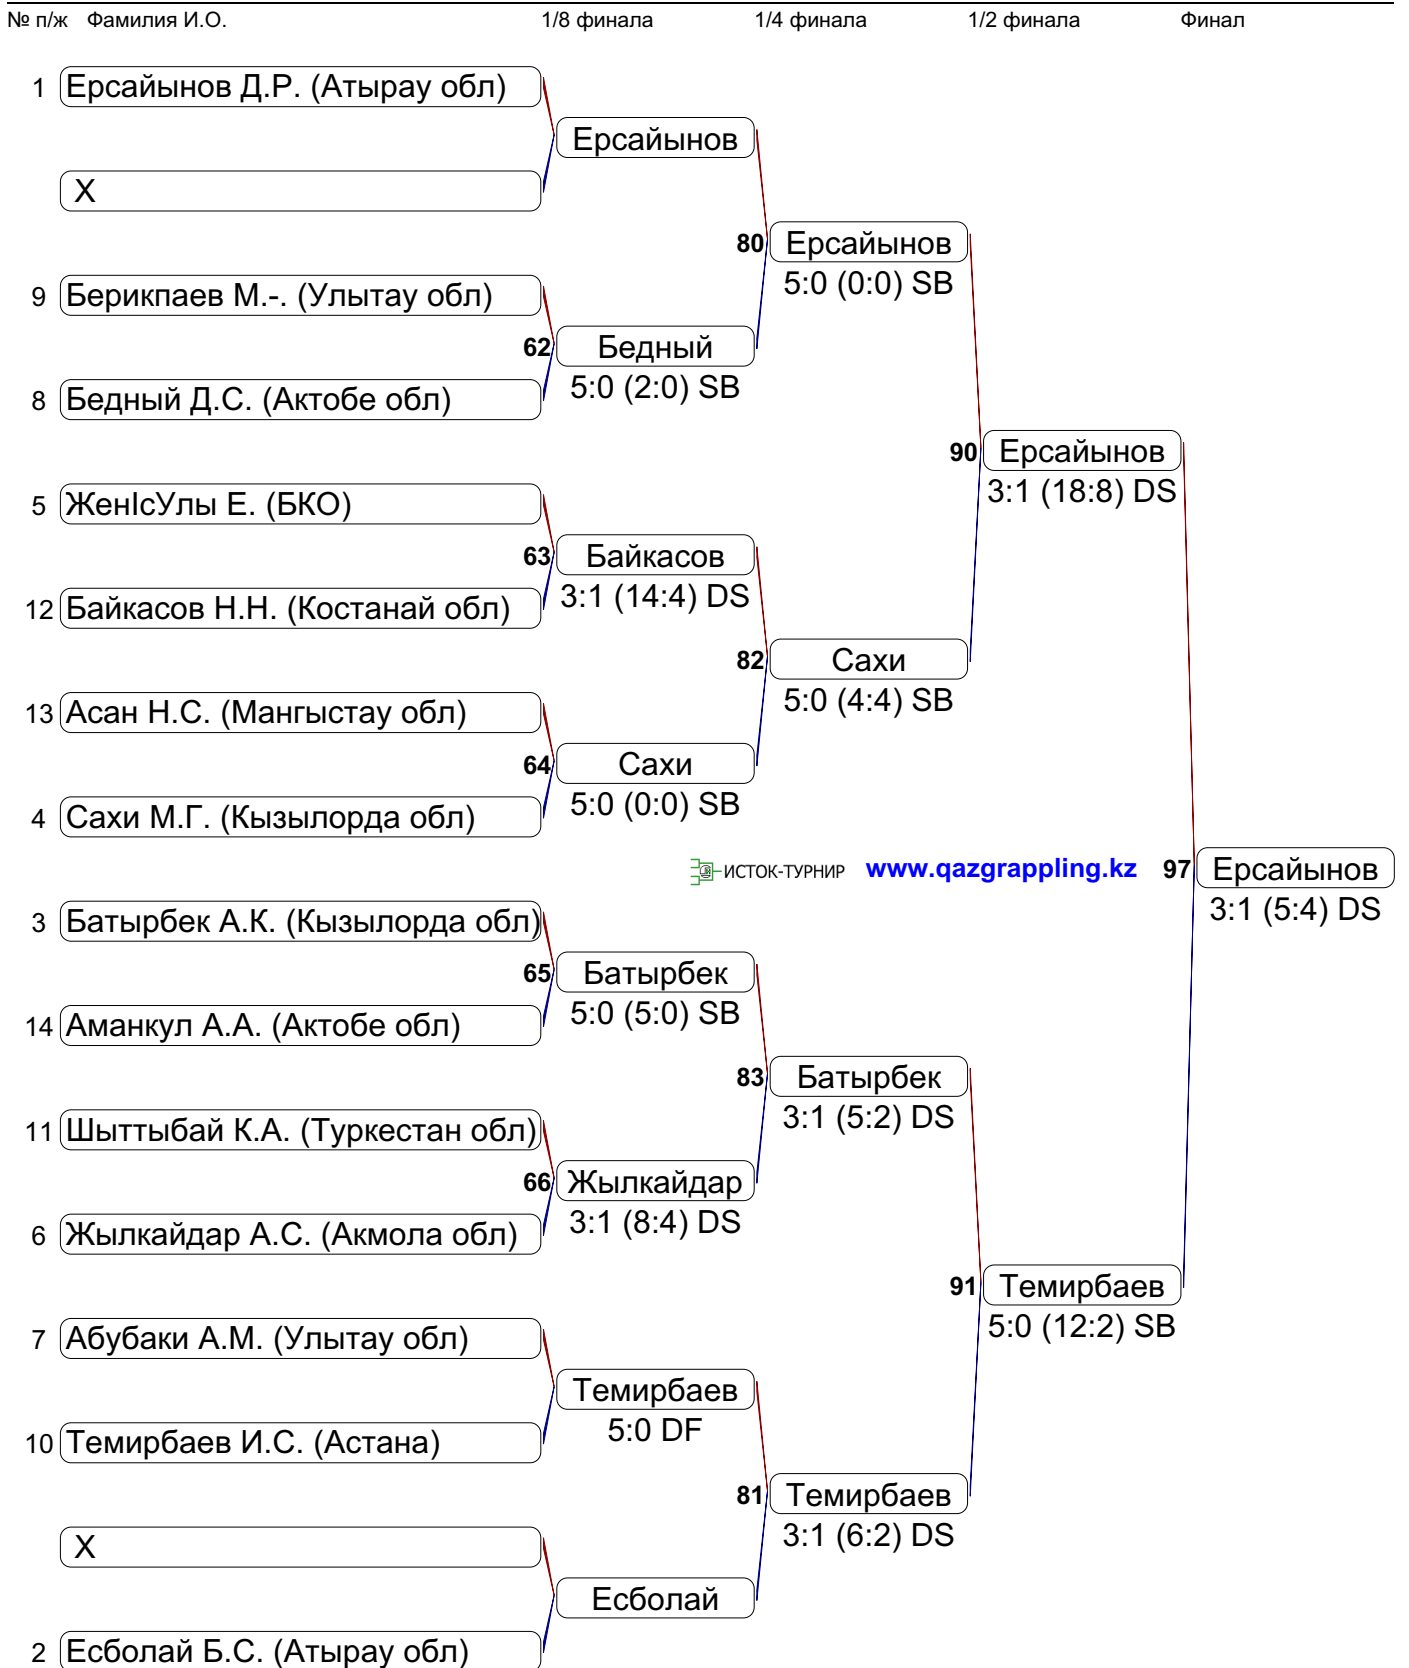 № п/ж Фамилия И.О. 1/8 финала 1/4 финала 1/2 финала Финал
1 Ерсайынов Д.Р. (Атырау обл)
Ерсайынов
X
80 Ерсайынов
5:0 (0:0) SB
9 Берикпаев М.-. (Улытау обл)
62 Бедный
5:0 (2:0) SB
8 Бедный Д.С. (Актобе обл)
90 Ерсайынов
3:1 (18:8) DS
5 ЖенІсУлы Е. (БКО)
63 Байкасов
3:1 (14:4) DS
12 Байкасов Н.Н. (Костанай обл)
82 Сахи
5:0 (4:4) SB
13 Асан Н.С. (Мангыстау обл)
64 Сахи
5:0 (0:0) SB
4 Сахи М.Г. (Кызылорда обл)
ИСТОК-ТУРНИР www.qazgrappling.kz 97 Ерсайынов
3:1 (5:4) DS
3 Батырбек А.К. (Кызылорда обл)
65 Батырбек
5:0 (5:0) SB
14 Аманкул А.А. (Актобе обл)
83 Батырбек
3:1 (5:2) DS
11 Шыттыбай К.А. (Туркестан обл)
66 Жылкайдар
3:1 (8:4) DS
6 Жылкайдар А.С. (Акмола обл)
91 Темирбаев
5:0 (12:2) SB
7 Абубаки А.М. (Улытау обл)
Темирбаев
5:0 DF
10 Темирбаев И.С. (Астана)
81 Темирбаев
3:1 (6:2) DS
X
Есболай
2 Есболай Б.С. (Атырау обл)